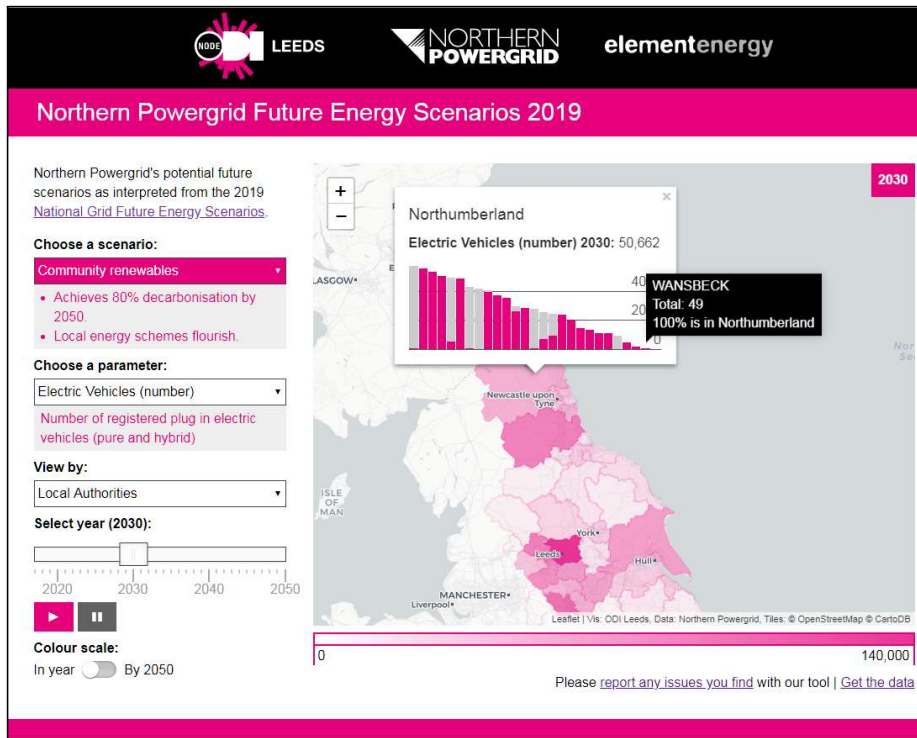 NODE
LEEDS
NORTHERN
POWERGRID
elementenergy
Northern Powergrid Future Energy Scenarios 2019
Northern Powergrid's potential future
scenarios as interpreted from the 2019
National Grid Future Energy Scenarios.
Choose a scenario:
Community renewables
Achieves 80% decarbonisation by
2050.
Local energy schemes flourish.
Choose a parameter:
Electric Vehicles (number)
Number of registered plug in electric
vehicles (pure and hybrid)
View by:
Local Authorities
Select year (2030):
2020
2030
2040
2050
Colour scale:
In year
By 2050
+
−
2030
×
Northumberland
Electric Vehicles (number) 2030: 50,662
WANSBECK
Total: 49
100% is in Northumberland
0
Newcastle upon
Tyne
ISLE
OF
MAN
York
Leeds
Hull
MANCHESTER
Liverpool
Leaflet | Vis: ODI Leeds, Data: Northern Powergrid, Tiles: © OpenStreetMap © CartoDB
0
140,000
Please report any issues you find with our tool | Get the data